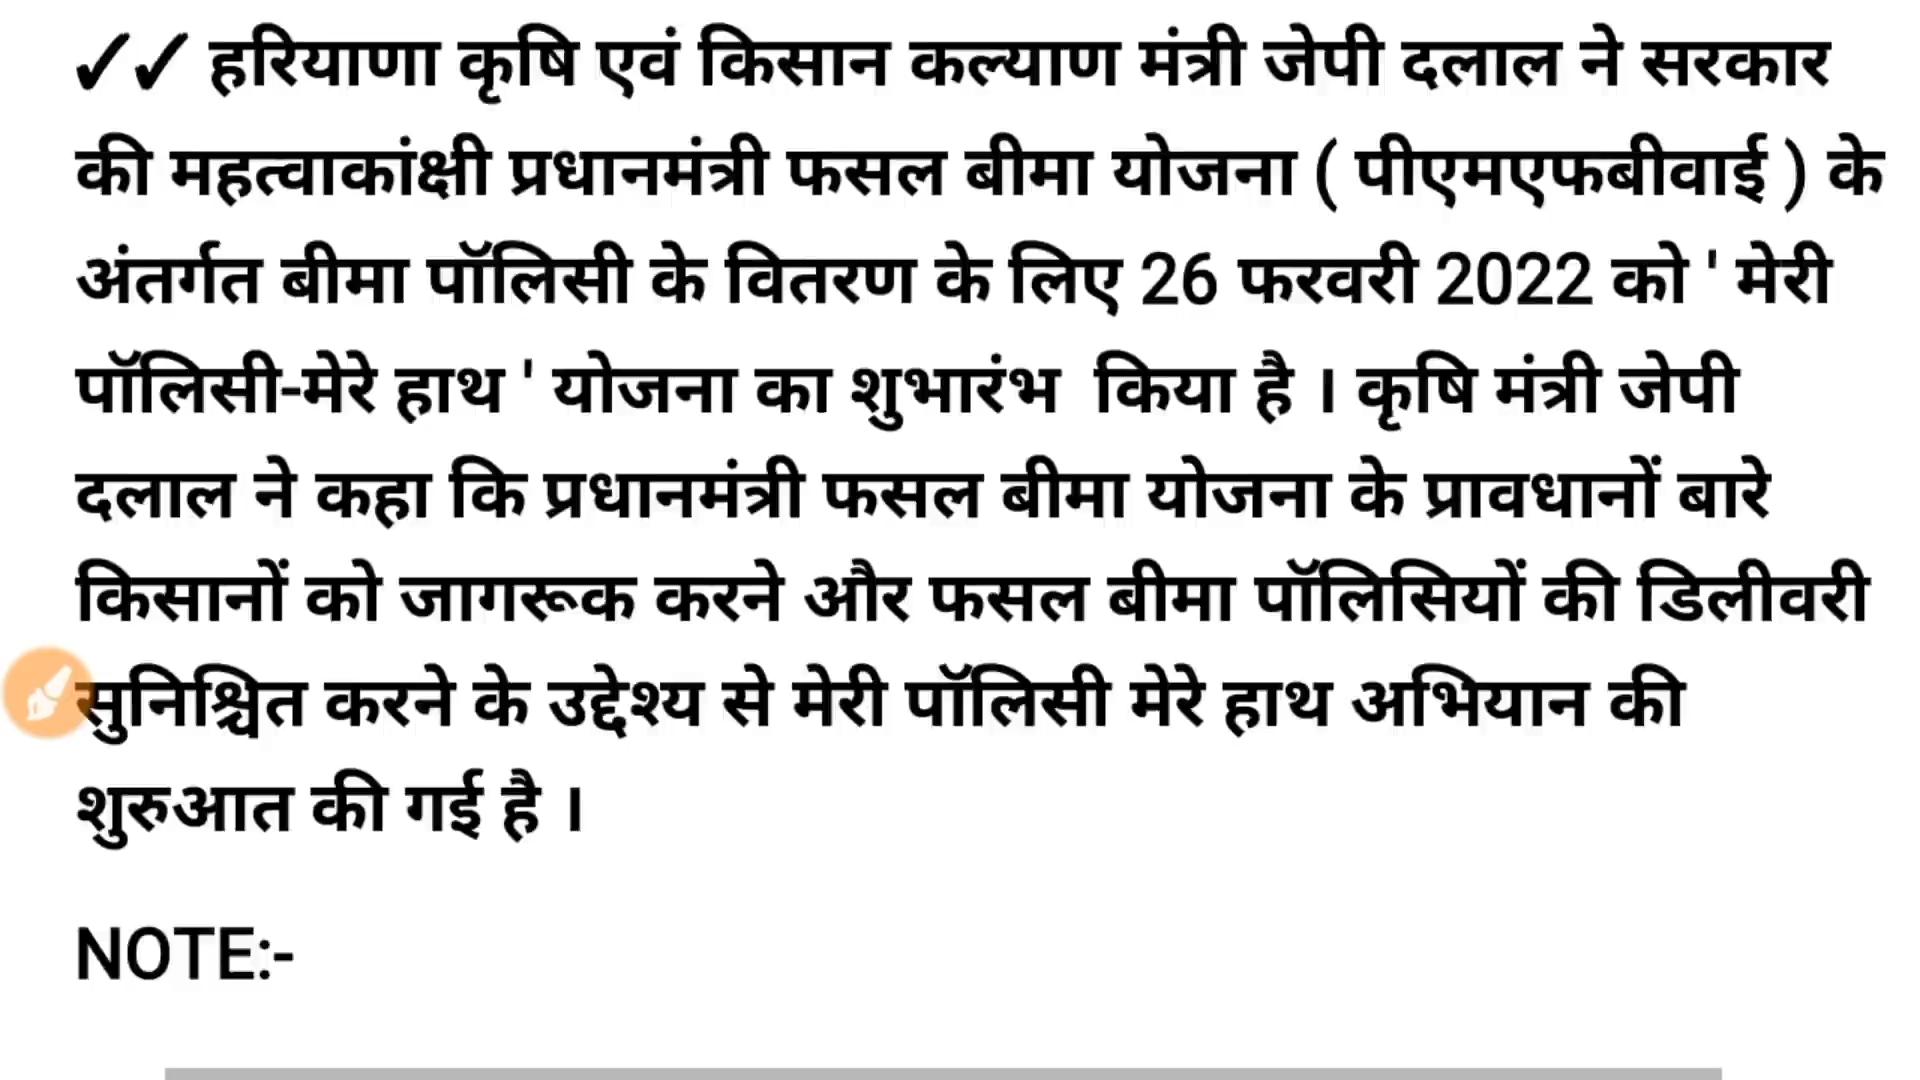 ✓✓ हरियाणा कृषि एवं किसान कल्याण मंत्री जेपी दलाल ने सरकार
की महत्वाकांक्षी प्रधानमंत्री फसल बीमा योजना ( पीएमएफबीवाई ) के
अंतर्गत बीमा पॉलिसी के वितरण के लिए 26 फरवरी 2022 को ' मेरी
पॉलिसी-मेरे हाथ ' योजना का शुभारंभ किया है । कृषि मंत्री जेपी
दलाल ने कहा कि प्रधानमंत्री फसल बीमा योजना के प्रावधानों बारे
किसानों को जागरूक करने और फसल बीमा पॉलिसियों की डिलीवरी
सुनिश्चित करने के उद्देश्य से मेरी पॉलिसी मेरे हाथ अभियान की
शुरुआत की गई है ।
NOTE:-